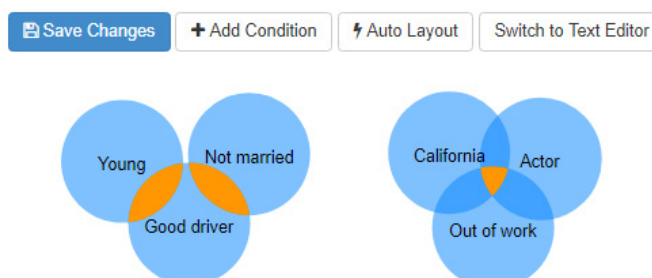 Save Changes
Add Condition
Auto Layout
Switch to Text Editor
Young
Not married
Good driver
California
Actor
Out of work